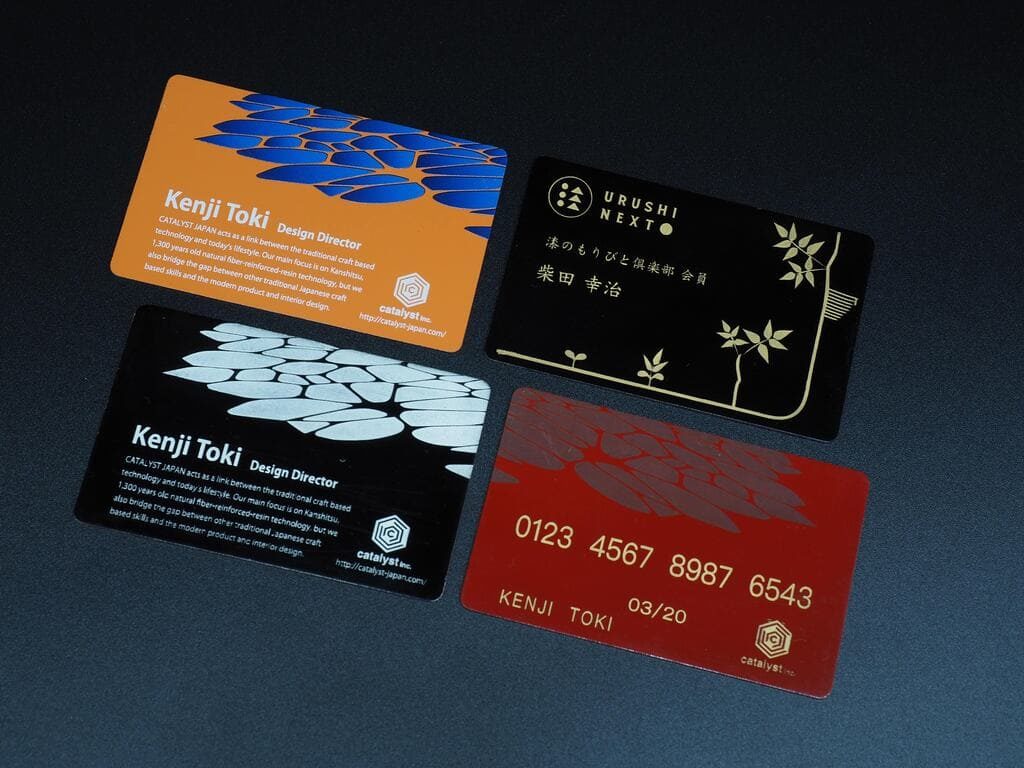 Kenji Toki Design Director
CATALYST JAPAN acts as a link between the traditional craft based
technology and today's lifestyle. Our main focus is on Kanshitsu,
1,300 years old natural fiber-reinforced-resin technology, but we
also bridge the gap between other traditional Japanese craft
based skills and the modern product and interior design.
catalyst inc.
http://catalyst-japan.com/
URUSHI
NEXT
漆のもりびと倶楽部 会員
柴田 幸治
Kenji Toki Design Director
CATALYST JAPAN acts as a link between the traditional craft based
technology and today's lifestyle. Our main focus is on Kanshitsu,
1,300 years old natural fiber-reinforced-resin technology, but we
also bridge the gap between other traditional Japanese craft
based skills and the modern product and interior design.
catalyst inc.
http://catalyst-japan.com/
0123 4567 8987 6543
03/20
KENJI TOKI
catalyst inc.